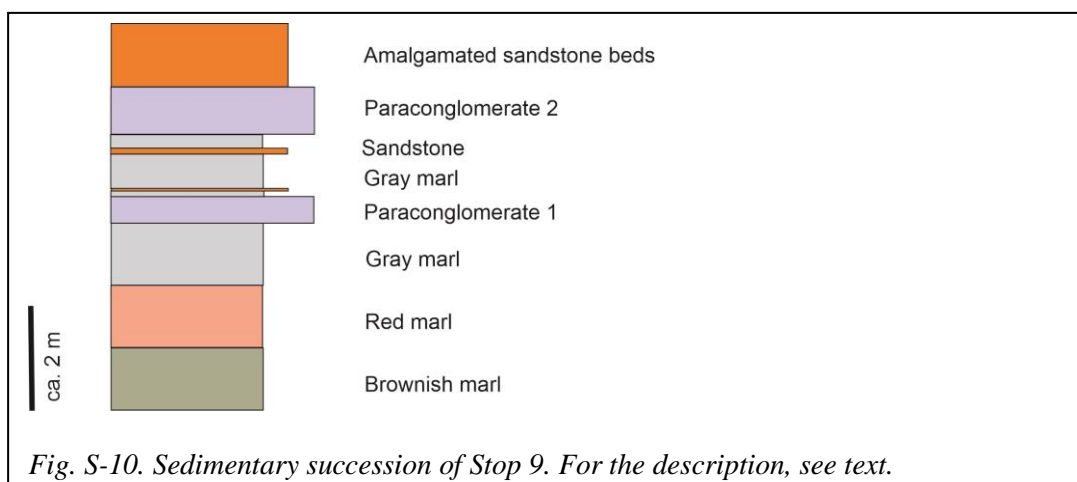 Amalgamated sandstone beds
Paraconglomerate 2
Sandstone
Gray marl
Paraconglomerate 1
Gray marl
Red marl
Brownish marl
ca. 2 m
Fig. S-10. Sedimentary succession of Stop 9. For the description, see text.